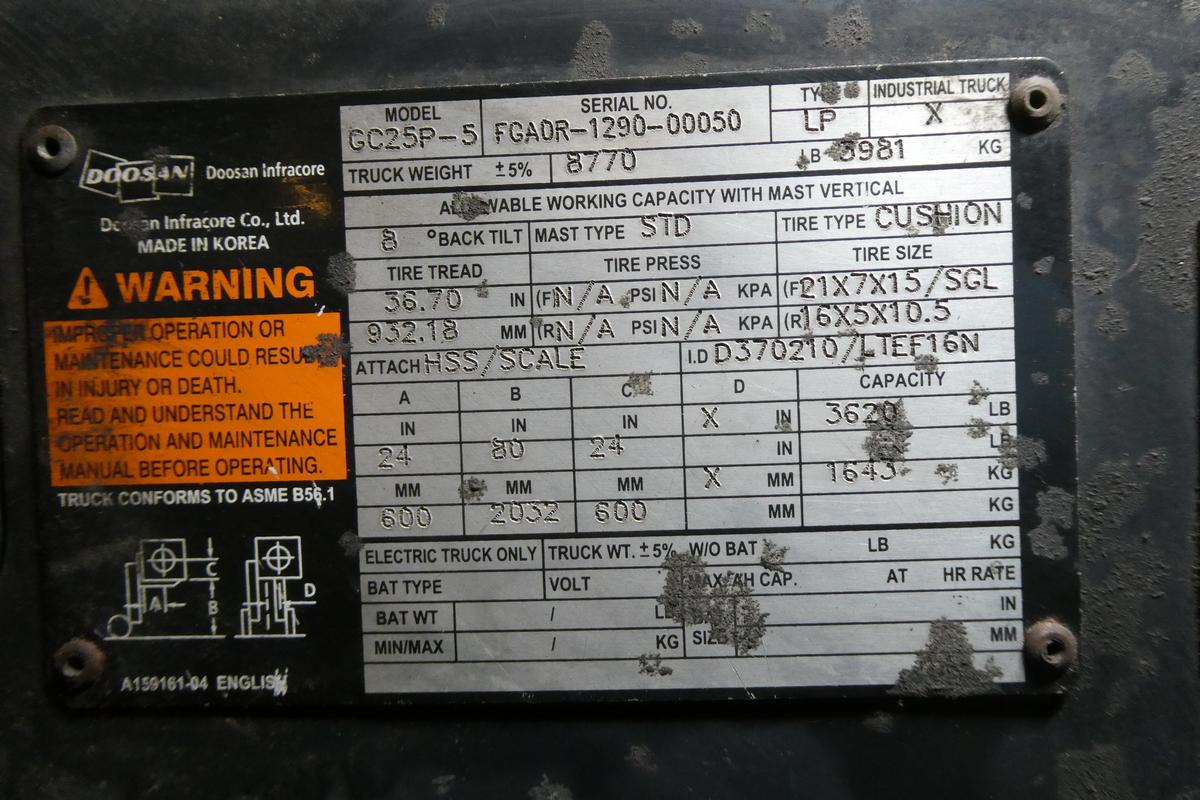 DOOSAN Doosan Infracore
Doosan Infracore Co., Ltd.
MADE IN KOREA
WARNING
IMPROPER OPERATION OR
MAINTENANCE COULD RESULT
IN INJURY OR DEATH.
READ AND UNDERSTAND THE
OPERATION AND MAINTENANCE
MANUAL BEFORE OPERATING.
TRUCK CONFORMS TO ASME B56.1
A C B D
A159161-04 ENGLISH
MODEL SERIAL NO. TYPE INDUSTRIAL TRUCK
GC25P-5 FGA0R-1290-00050 LP X
TRUCK WEIGHT ±5% 8770 LB 3981 KG
ALLOWABLE WORKING CAPACITY WITH MAST VERTICAL
8 °BACK TILT MAST TYPE STD TIRE TYPE CUSHION
TIRE TREAD TIRE PRESS TIRE SIZE
36.70 IN (F N/A PSI N/A KPA (F 21X7X15/SGL
932.18 MM (R N/A PSI N/A KPA (R 16X5X10.5
ATTACH HSS/SCALE I.D D370210/LTEF16N
A B C D CAPACITY
IN IN IN X IN 3620 LB
24 80 24 IN LB
MM MM MM X MM 1643 KG
600 2032 600 MM KG
ELECTRIC TRUCK ONLY TRUCK WT. ±5% W/O BAT LB KG
BAT TYPE VOLT MAX AH CAP. AT HR RATE
BAT WT / IN
MIN/MAX / KG SIZE MM